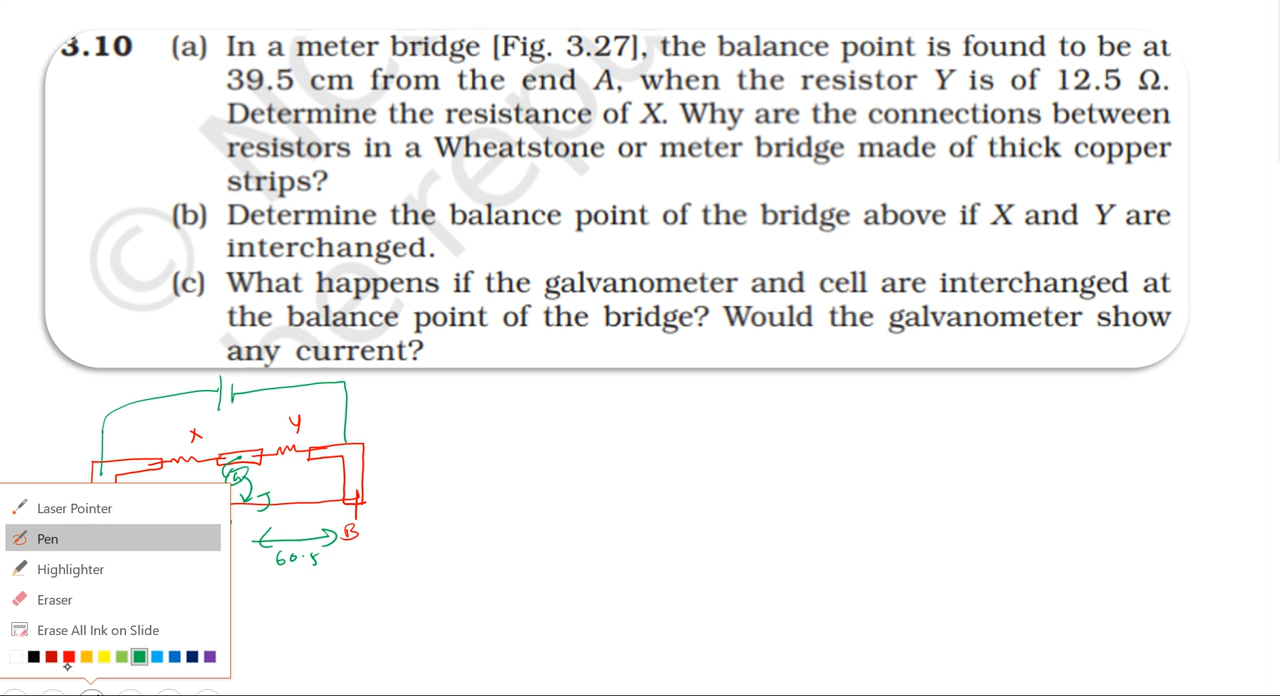 3.10 (a) In a meter bridge [Fig. 3.27], the balance point is found to be at
39.5 cm from the end A, when the resistor Y is of 12.5 Ω.
Determine the resistance of X. Why are the connections between
resistors in a Wheatstone or meter bridge made of thick copper
strips?
(b) Determine the balance point of the bridge above if X and Y are
interchanged.
(c) What happens if the galvanometer and cell are interchanged at
the balance point of the bridge? Would the galvanometer show
any current?
X
Y
J
B
60.5
Laser Pointer
Pen
Highlighter
Eraser
Erase All Ink on Slide